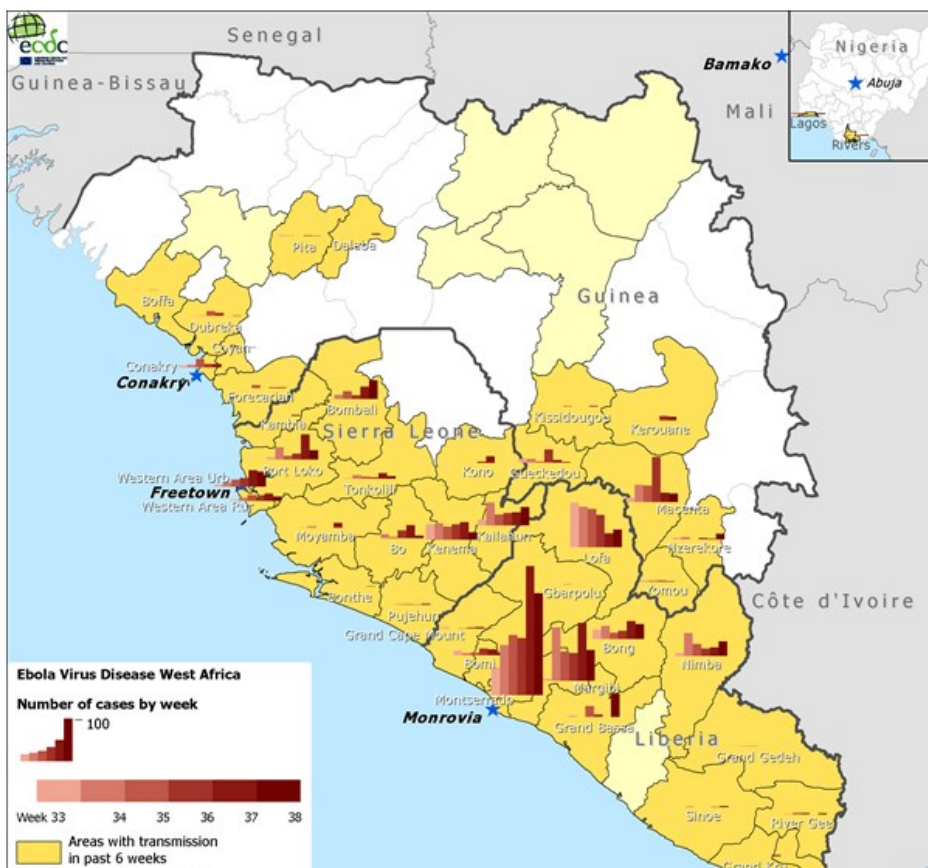 ecdc
Senegal
Guinea-Bissau
Bamako
Mali
Nigeria
Abuja
Lagos
Rivers
Pita
Dalaba
Boffa
Dubreka
Coyah
Guinea
Conakry
Conakry
Forecariah
Kambia
Bombali
Sierra Leone
Kissidougou
Kerouane
Port Loko
Kono
Gueckedou
Western Area Urb
Freetown
Tonkolili
Western Area Rur
Macenta
Moyamba
Bo
Kenema
Kailahun
Lofa
Nzerekore
Bonthe
Pujehun
Gbarpolu
Yomou
Côte d'Ivoire
Grand Cape Mount
Bomi
Bong
Nimba
Montserrado
Margibi
Monrovia
Grand Bassa
Liberia
Grand Gedeh
Sinoe
River Gee
Grand Kru
Ebola Virus Disease West Africa
Number of cases by week
100
Week 33 34 35 36 37 38
Areas with transmission
in past 6 weeks